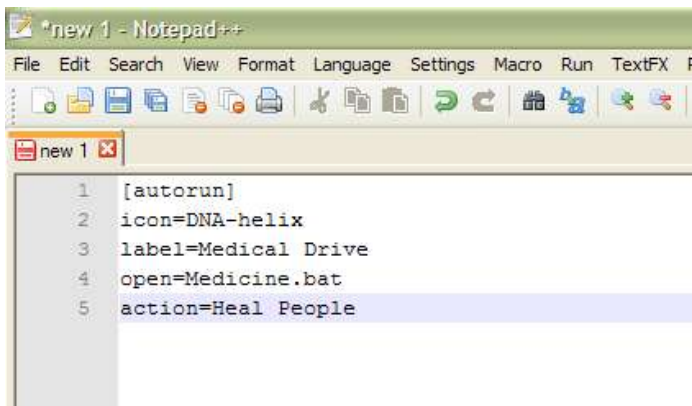 *new 1 - Notepad++
File Edit Search View Format Language Settings Macro Run TextFX
new 1
1 [autorun]
2 icon=DNA-helix
3 label=Medical Drive
4 open=Medicine.bat
5 action=Heal People